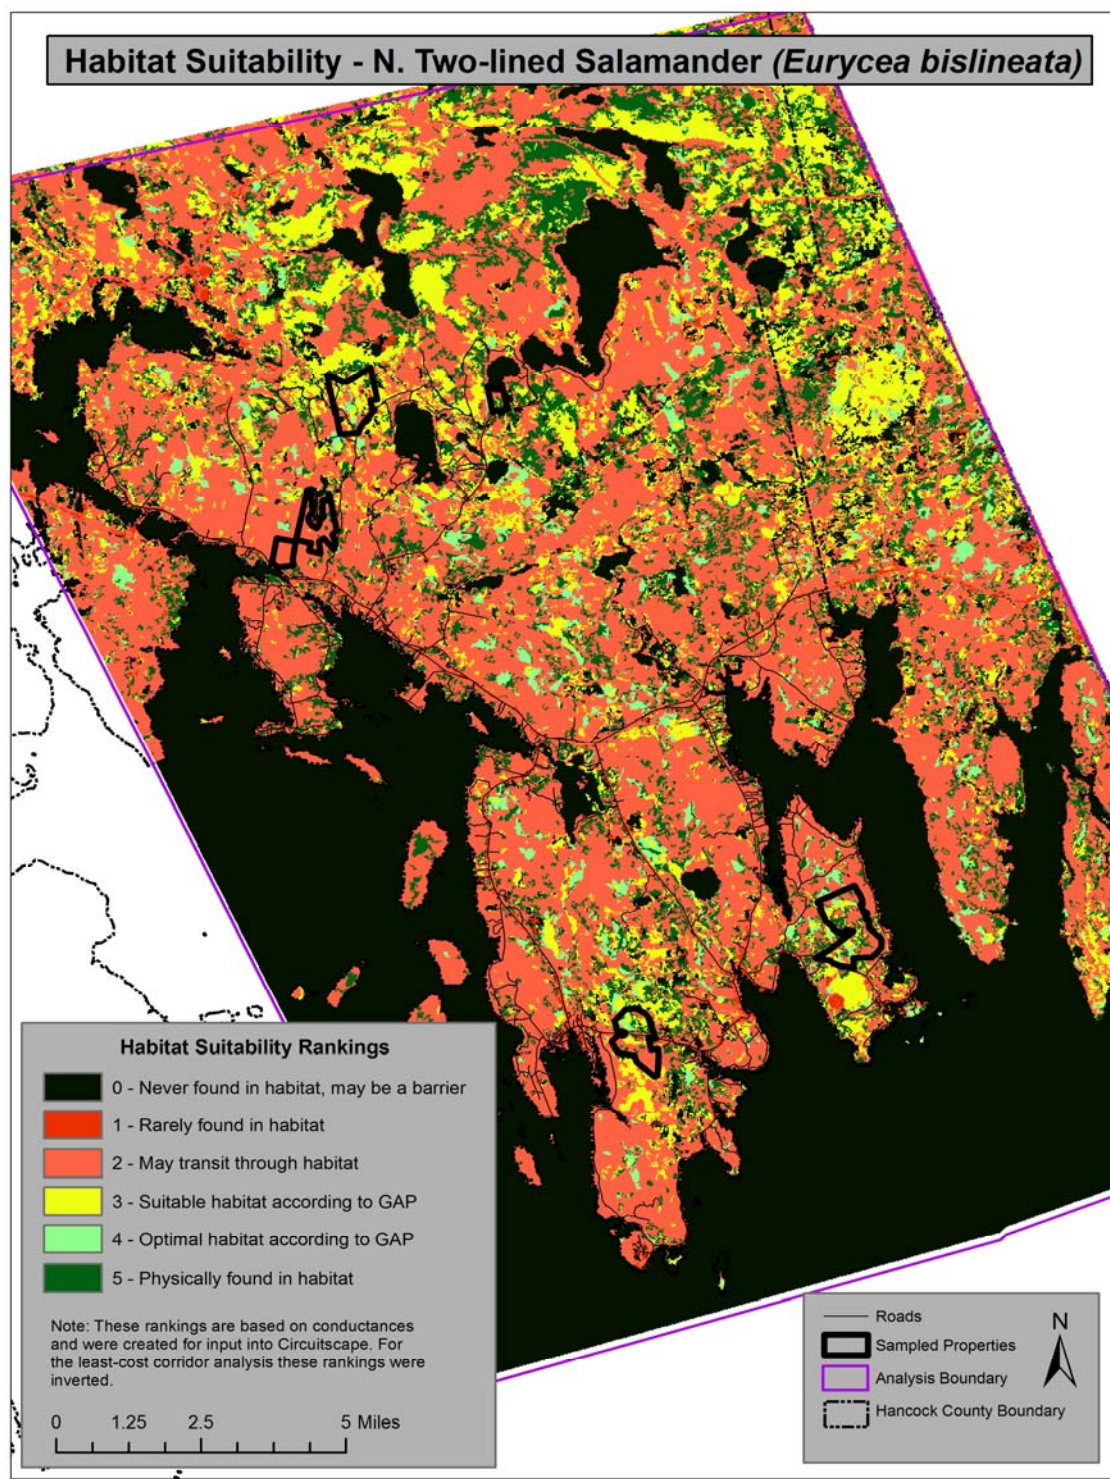 Habitat Suitability - N. Two-lined Salamander (Eurycea bislineata)
Habitat Suitability Rankings
0 - Never found in habitat, may be a barrier
1 - Rarely found in habitat
2 - May transit through habitat
3 - Suitable habitat according to GAP
4 - Optimal habitat according to GAP
5 - Physically found in habitat
Note: These rankings are based on conductances
and were created for input into Circuitscape. For
the least-cost corridor analysis these rankings were
inverted.
0 1.25 2.5 5 Miles
Roads
Sampled Properties
Analysis Boundary
Hancock County Boundary
N